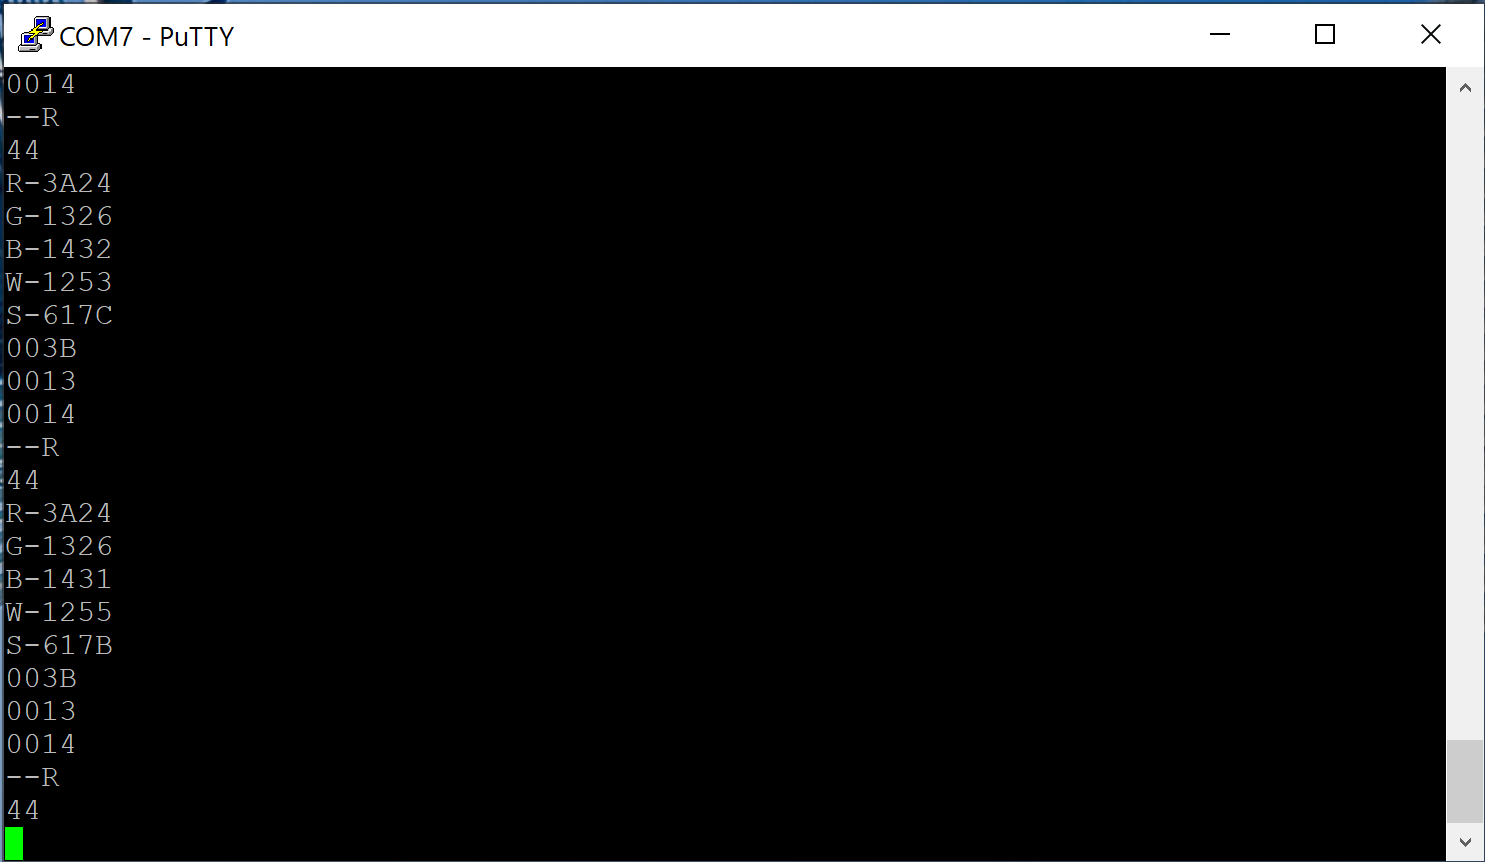 COM7 - PuTTY
0014
--R
44
R-3A24
G-1326
B-1432
W-1253
S-617C
003B
0013
0014
--R
44
R-3A24
G-1326
B-1431
W-1255
S-617B
003B
0013
0014
--R
44